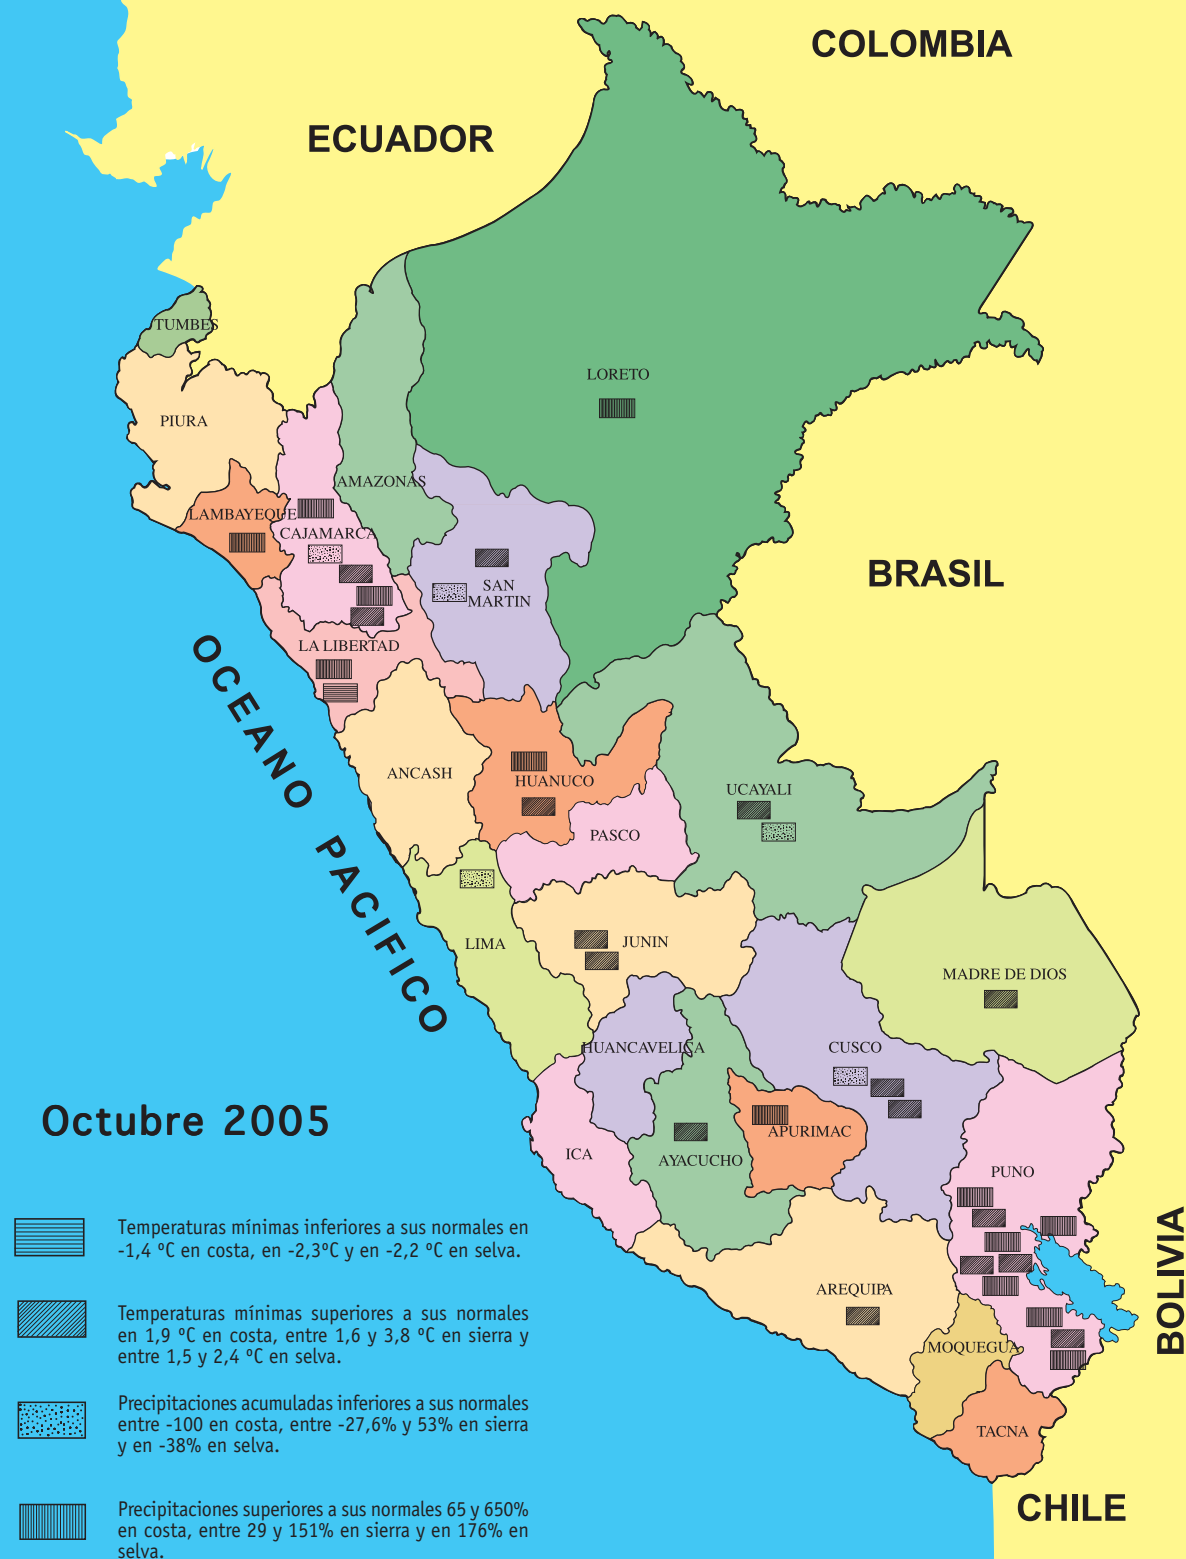 COLOMBIA
ECUADOR
TUMBES
LORETO
PIURA
AMAZONAS
LAMBAYEQUE
CAJAMARCA
BRASIL
SAN
MARTIN
LA LIBERTAD
OCEANO PACIFICO
ANCASH
HUANUCO
UCAYALI
PASCO
LIMA
JUNIN
MADRE DE DIOS
HUANCAVELICA
CUSCO
Octubre 2005
APURIMAC
ICA
AYACUCHO
PUNO
BOLIVIA
AREQUIPA
MOQUEGUA
TACNA
CHILE
Temperaturas mínimas inferiores a sus normales en
-1,4 ºC en costa, en -2,3ºC y en -2,2 ºC en selva.
Temperaturas mínimas superiores a sus normales
en 1,9 ºC en costa, entre 1,6 y 3,8 ºC en sierra y
entre 1,5 y 2,4 ºC en selva.
Precipitaciones acumuladas inferiores a sus normales
entre -100 en costa, entre -27,6% y 53% en sierra
y en -38% en selva.
Precipitaciones superiores a sus normales 65 y 650%
en costa, entre 29 y 151% en sierra y en 176% en
selva.